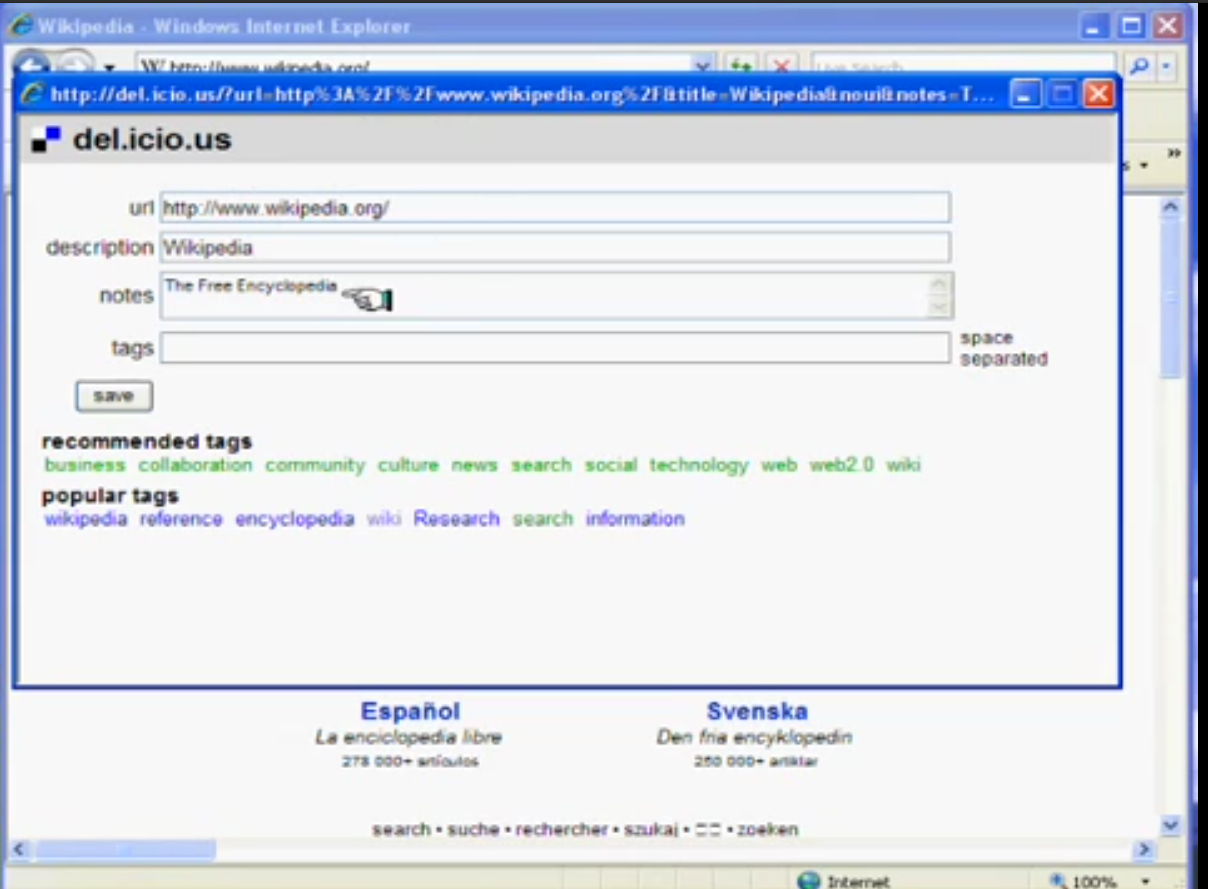 Wikipedia - Windows Internet Explorer
W http://www.wikipedia.org/
Live Search
http://del.icio.us/?url=http%3A%2F%2Fwww.wikipedia.org%2F&title=Wikipedia&noui&notes=T...
del.icio.us
s
»
url http://www.wikipedia.org/
description Wikipedia
notes The Free Encyclopedia
tags
space
separated
save
recommended tags
business collaboration community culture news search social technology web web2.0 wiki
popular tags
wikipedia reference encyclopedia wiki Research search information
Español Svenska
La enciclopedia libre Den fria encyklopedin
278 000+ artículos 250 000+ artiklar
search • suche • rechercher • szukaj • □□ • zoeken
Internet 100%